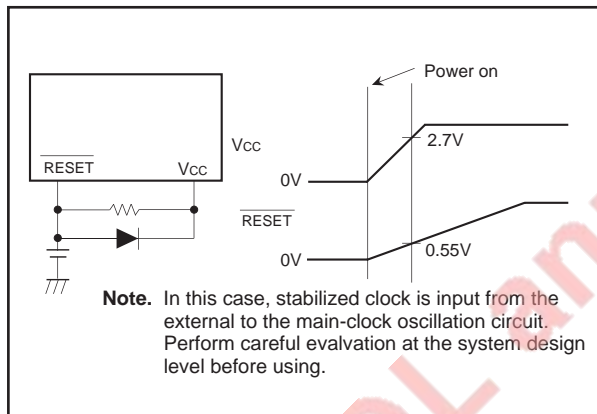 Power on
Vcc
2.7V
RESET
Vcc
0V
RESET
0.55V
0V
Note. In this case, stabilized clock is input from the
external to the main-clock oscillation circuit.
Perform careful evalvation at the system design
level before using.